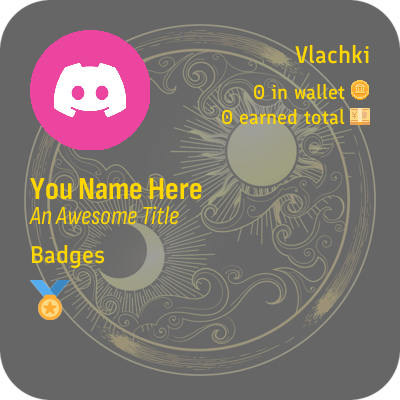 Vlachki
0 in wallet
0 earned total
You Name Here
An Awesome Title
Badges